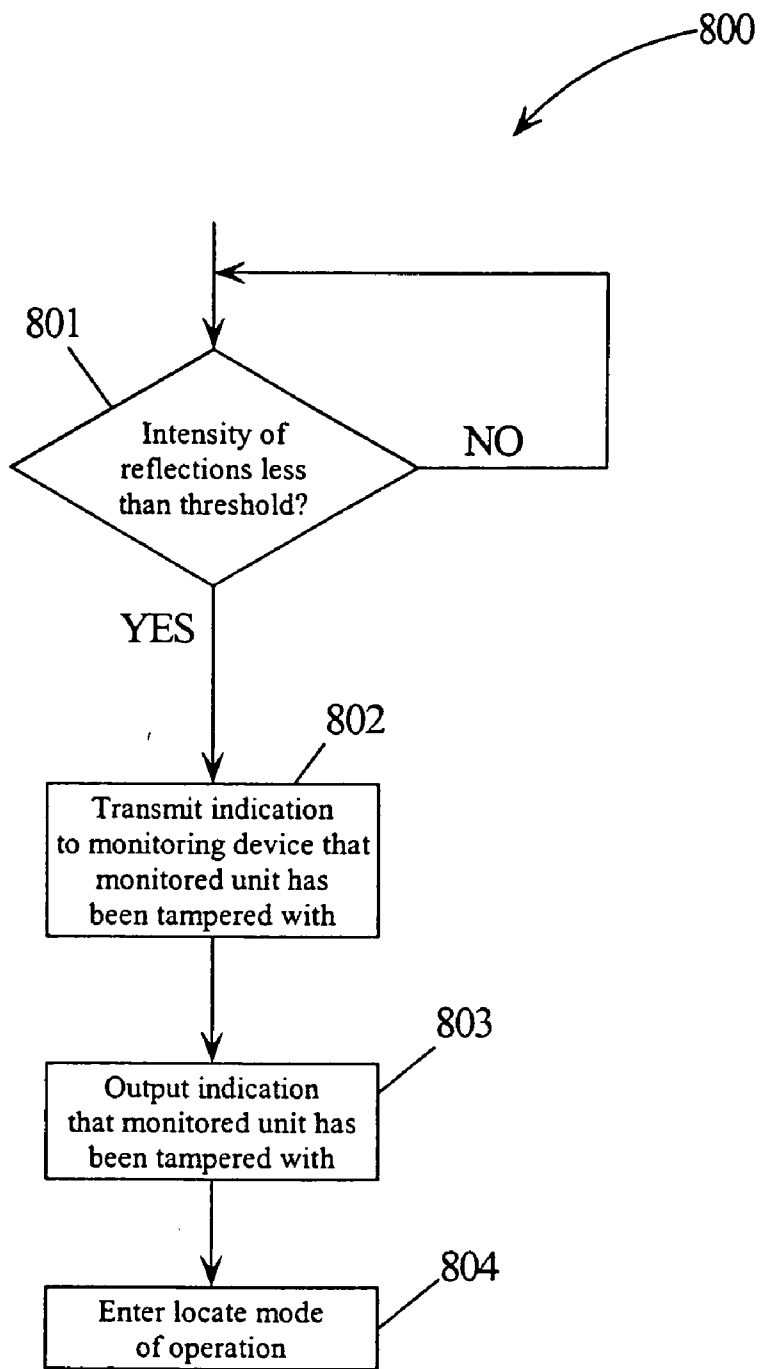 800
801
Intensity of
reflections less
than threshold?
NO
YES
802
Transmit indication
to monitoring device that
monitored unit has
been tampered with
803
Output indication
that monitored unit has
been tampered with
804
Enter locate mode
of operation